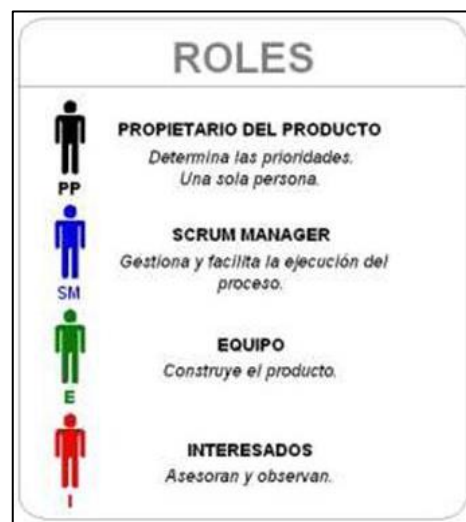 ROLES
PROPIETARIO DEL PRODUCTO
Determina las prioridades.
Una sola persona.
PP
SCRUM MANAGER
Gestiona y facilita la ejecución del
proceso.
SM
EQUIPO
Construye el producto.
E
INTERESADOS
Asesoran y observan.
I